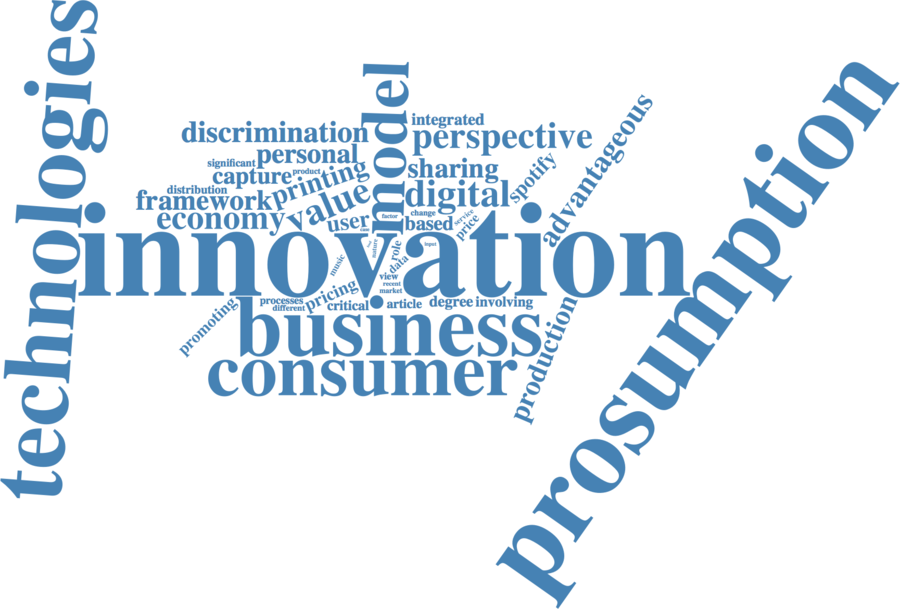 technologies
innovation
prosumption
model
integrated
discrimination
perspective
advantageous
personal
significant
product
sharing
spotify
capture
printing
distribution
digital
framework
value
economy
user
factor
change
service
based
price
role
nature
input
music
data
view
recent
market
pricing
processes
different
critical
article
degree
involving
promoting
business
production
consumer